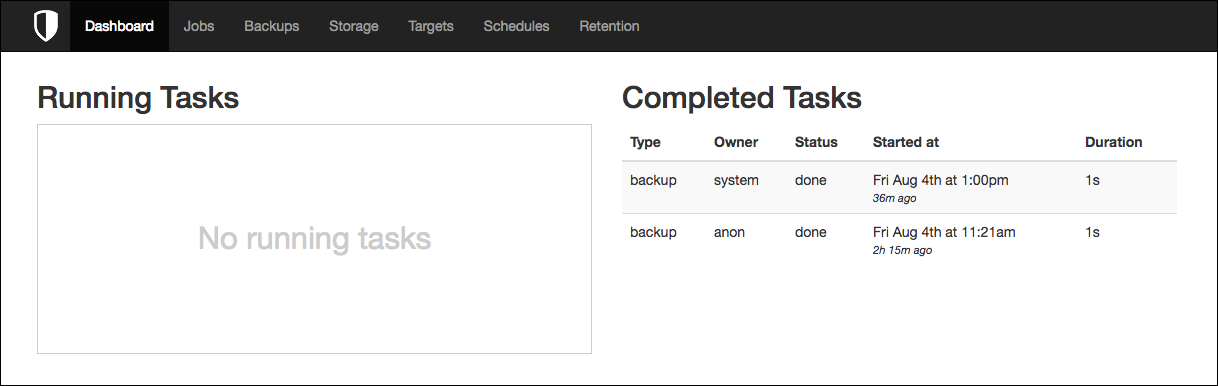 Dashboard Jobs Backups Storage Targets Schedules Retention
Running Tasks
No running tasks
Completed Tasks
Type Owner Status Started at Duration
backup system done Fri Aug 4th at 1:00pm 1s
36m ago
backup anon done Fri Aug 4th at 11:21am 1s
2h 15m ago